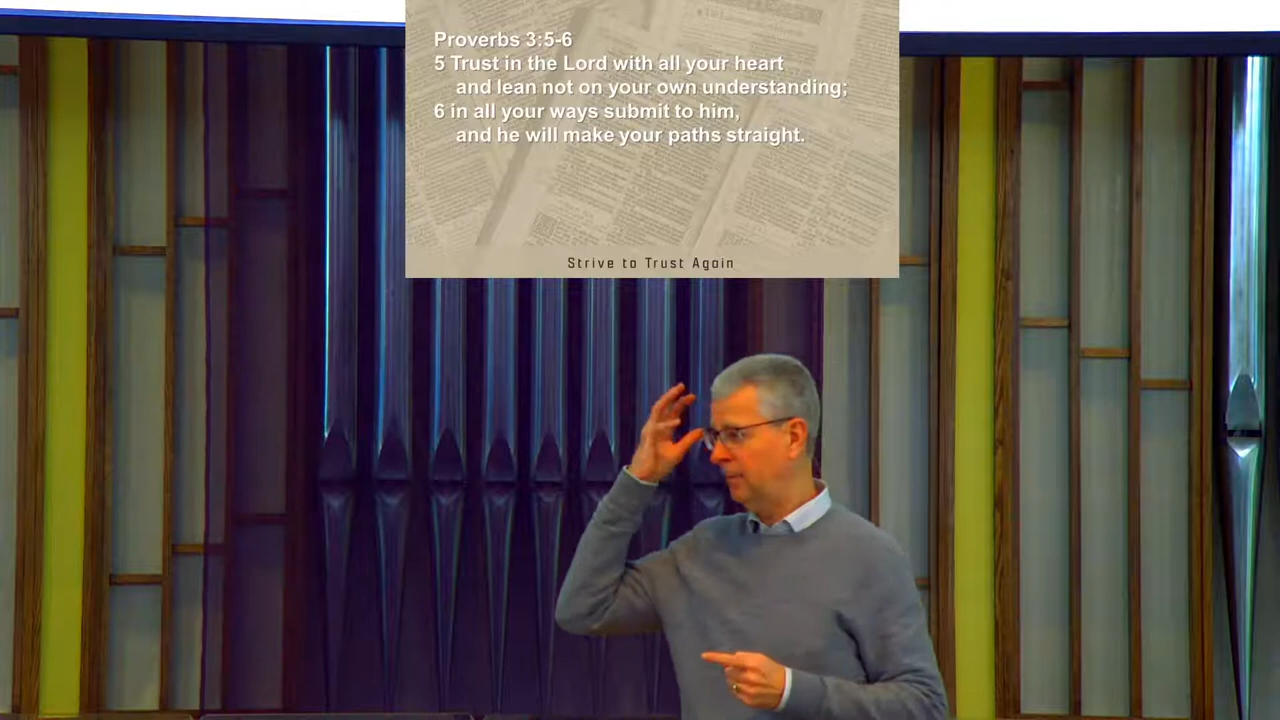 Proverbs 3:5-6
5 Trust in the Lord with all your heart
and lean not on your own understanding;
6 in all your ways submit to him,
and he will make your paths straight.
Strive to Trust Again